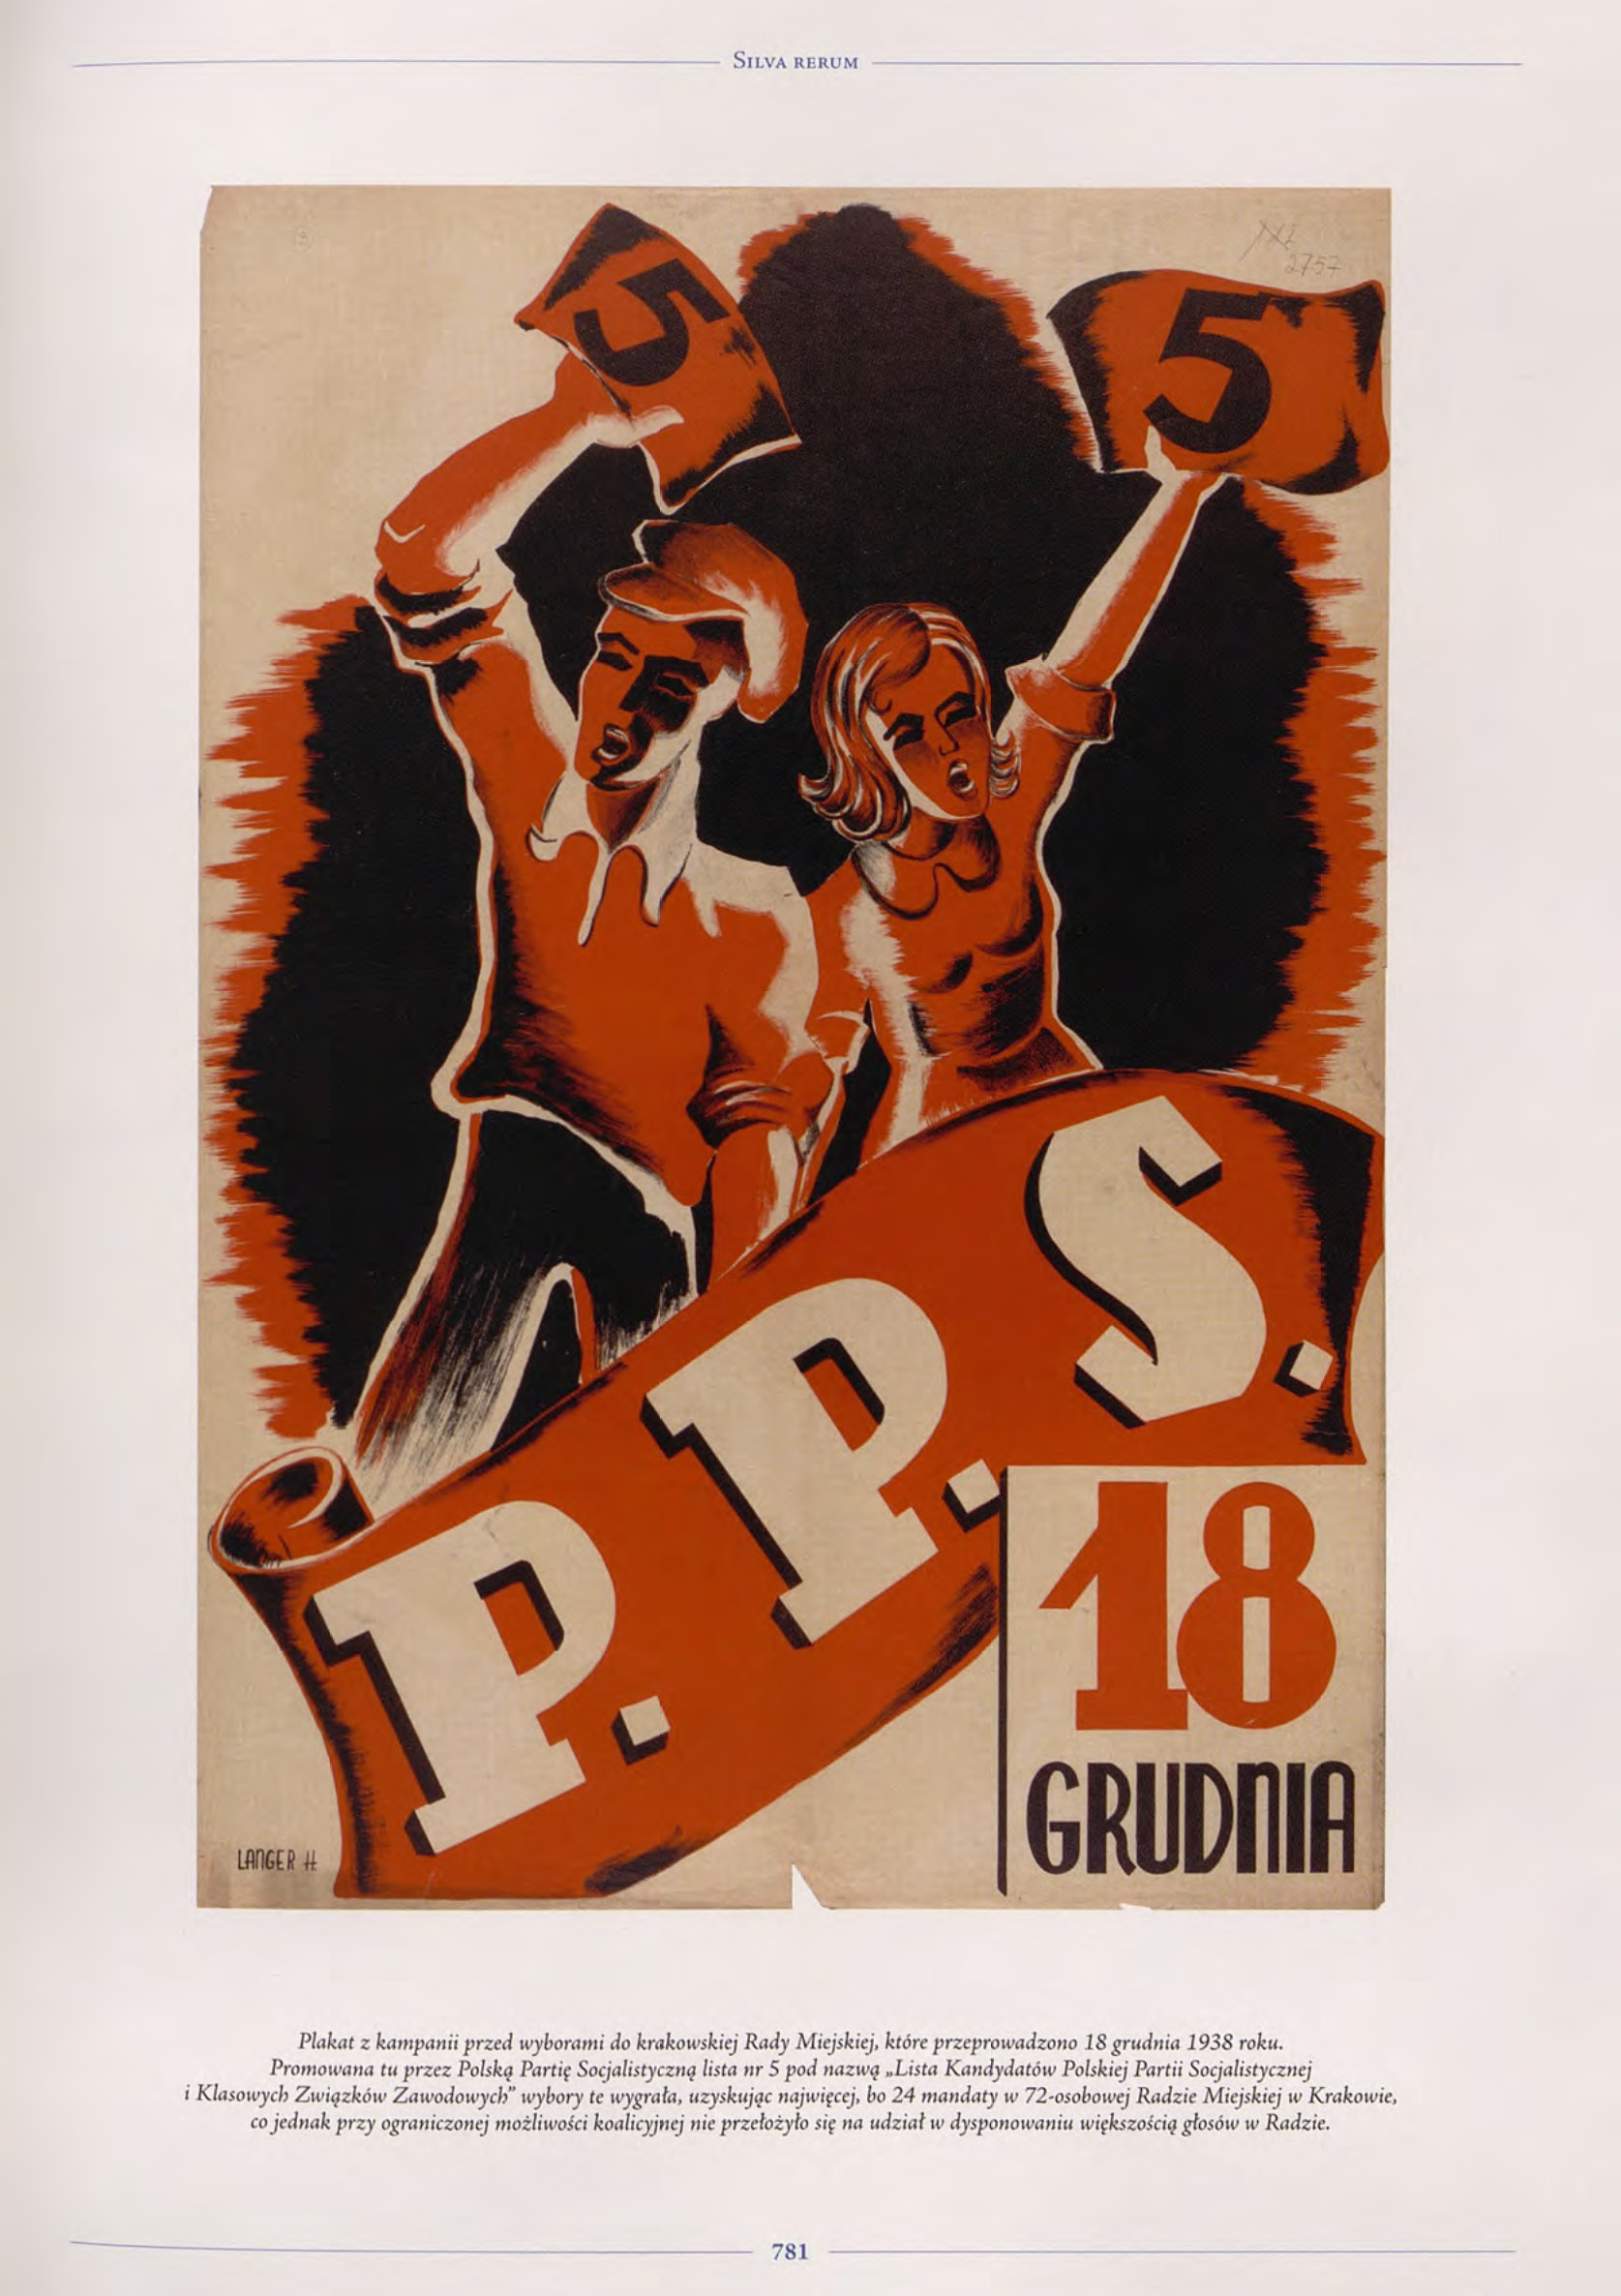 SILVA RERUM
2757
5
5
P. P. S.
18
GRUDNIA
LANGER H
Plakat z kampanii przed wyborami do krakowskiej Rady Miejskiej, które przeprowadzono 18 grudnia 1938 roku.
Promowana tu przez Polską Partię Socjalistyczną lista nr 5 pod nazwą „Lista Kandydatów Polskiej Partii Socjalistycznej
i Klasowych Związków Zawodowych” wybory te wygrała, uzyskując najwięcej, bo 24 mandaty w 72-osobowej Radzie Miejskiej w Krakowie,
co jednak przy ograniczonej możliwości koalicyjnej nie przełożyło się na udział w dysponowaniu większością głosów w Radzie.
781